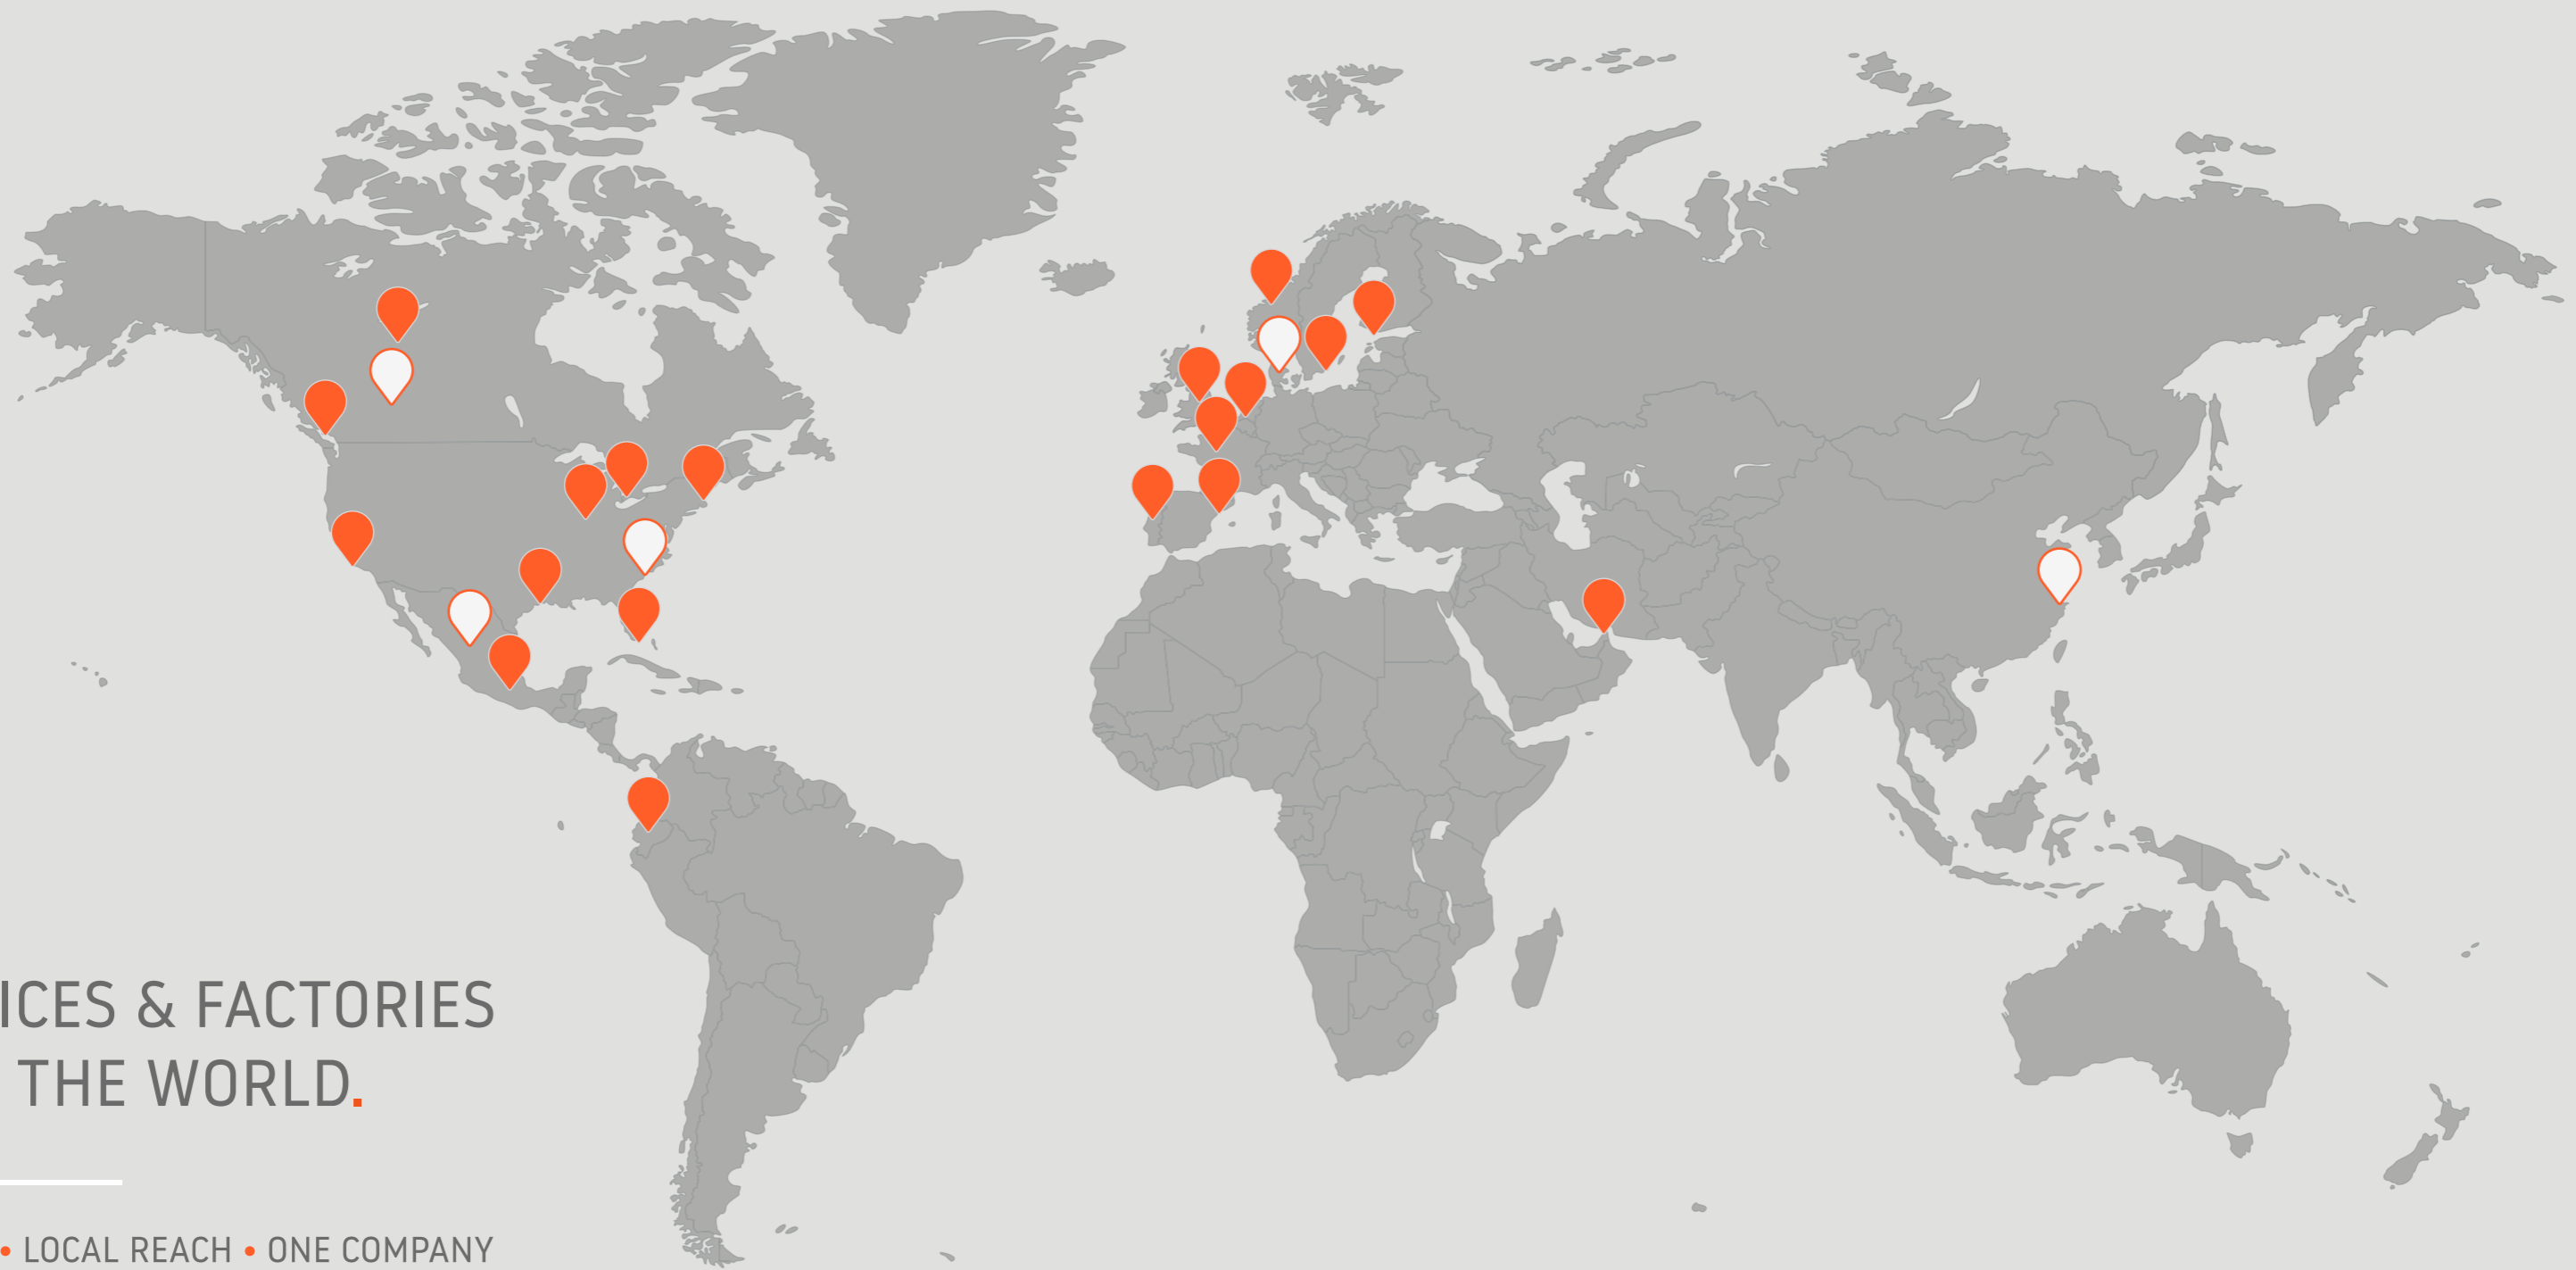 ICES & FACTORIES
THE WORLD.
• LOCAL REACH • ONE COMPANY